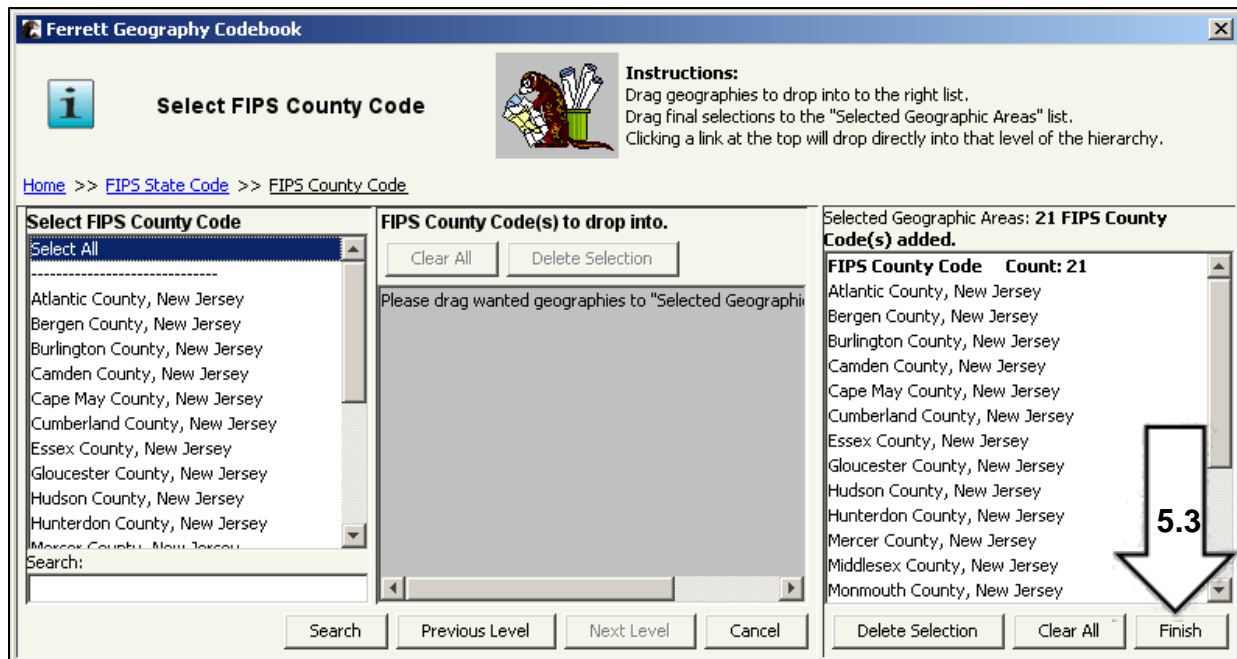 Ferrett Geography Codebook
Select FIPS County Code
Instructions:
Drag geographies to drop into to the right list.
Drag final selections to the "Selected Geographic Areas" list.
Clicking a link at the top will drop directly into that level of the hierarchy.
Home >> FIPS State Code >> FIPS County Code
Select FIPS County Code
Select All
------------------------------
Atlantic County, New Jersey
Bergen County, New Jersey
Burlington County, New Jersey
Camden County, New Jersey
Cape May County, New Jersey
Cumberland County, New Jersey
Essex County, New Jersey
Gloucester County, New Jersey
Hudson County, New Jersey
Hunterdon County, New Jersey
Mercer County, New Jersey
Search:
FIPS County Code(s) to drop into.
Clear All Delete Selection
Please drag wanted geographies to "Selected Geographi
Search Previous Level Next Level Cancel
Selected Geographic Areas: 21 FIPS County
Code(s) added.
FIPS County Code Count: 21
Atlantic County, New Jersey
Bergen County, New Jersey
Burlington County, New Jersey
Camden County, New Jersey
Cape May County, New Jersey
Cumberland County, New Jersey
Essex County, New Jersey
Gloucester County, New Jersey
Hudson County, New Jersey
Hunterdon County, New Jersey
Mercer County, New Jersey
Middlesex County, New Jersey
Monmouth County, New Jersey
5.3
Delete Selection Clear All Finish